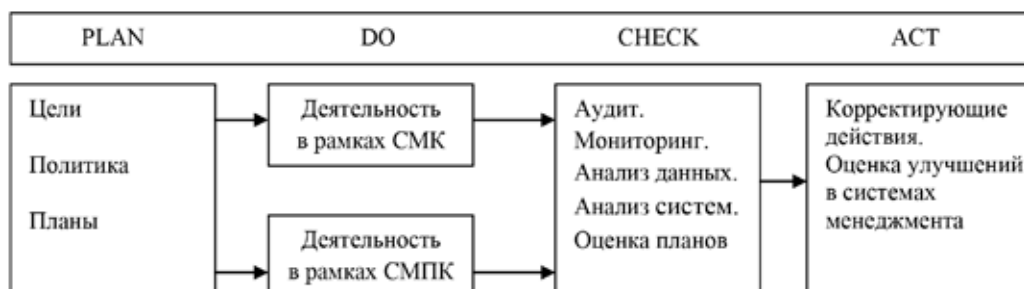 PLAN DO CHECK ACT
Цели
Политика
Планы
Деятельность
в рамках СМК
Деятельность
в рамках СМПК
Аудит.
Мониторинг.
Анализ данных.
Анализ систем.
Оценка планов
Корректирующие
действия.
Оценка улучшений
в системах
менеджмента